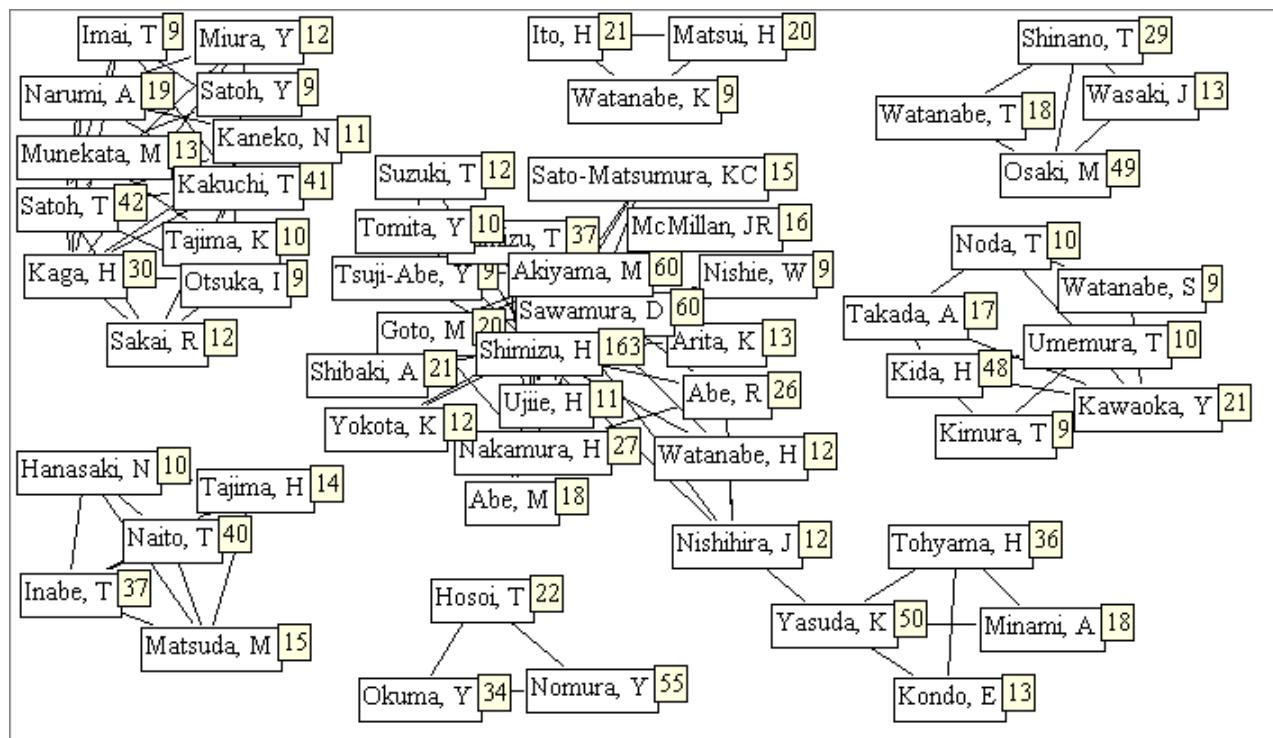 Imai, T 9
Miura, Y 12
Ito, H 21
Matsui, H 20
Shinano, T 29
Narumi, A 19
Satoh, Y 9
Watanabe, K 9
Watanabe, T 18
Wasaki, J 13
Kaneko, N 11
Munekata, M 13
Osaki, M 49
Kakuchi, T 41
Suzuki, T 12
Sato-Matsumura, KC 15
Satoh, T 42
Tajima, K 10
Tomita, Y 10
mizu, T 37
McMillan, JR 16
Noda, T 10
Kaga, H 30
Otsuka, I 9
Tsuji-Abe, Y 9
Akiyama, M 60
Nishie, W 9
Watanabe, S 9
Sakai, R 12
Goto, M 20
Sawamura, D 60
Takada, A 17
Shimizu, H 163
Arita, K 13
Umemura, T 10
Shibaki, A 21
Kida, H 48
Ujiie, H 11
Abe, R 26
Kawaoka, Y 21
Yokota, K 12
Kimura, T 9
Nakamura, H 27
Watanabe, H 12
Hanasaki, N 10
Tajima, H 14
Abe, M 18
Naito, T 40
Nishihira, J 12
Tohyama, H 36
Inabe, T 37
Hosoi, T 22
Yasuda, K 50
Minami, A 18
Matsuda, M 15
Okuma, Y 34
Nomura, Y 55
Kondo, E 13